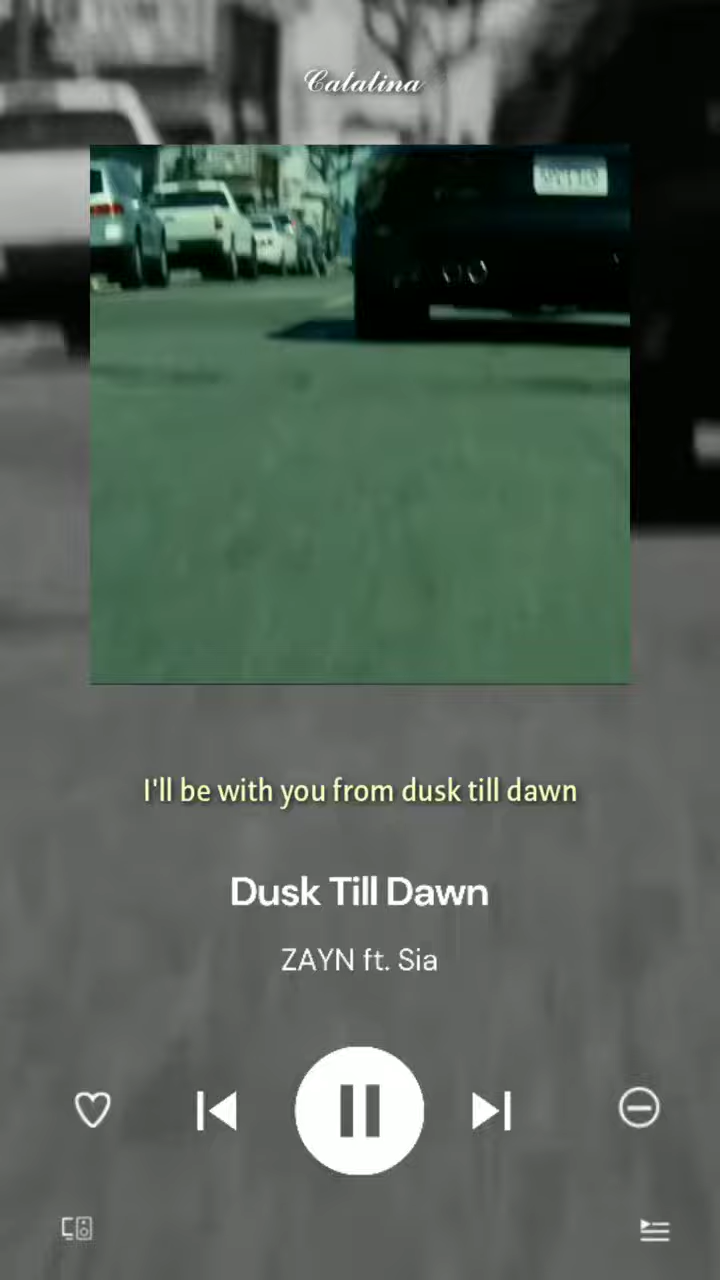 Catalina
I'll be with you from dusk till dawn
Dusk Till Dawn
ZAYN ft. Sia